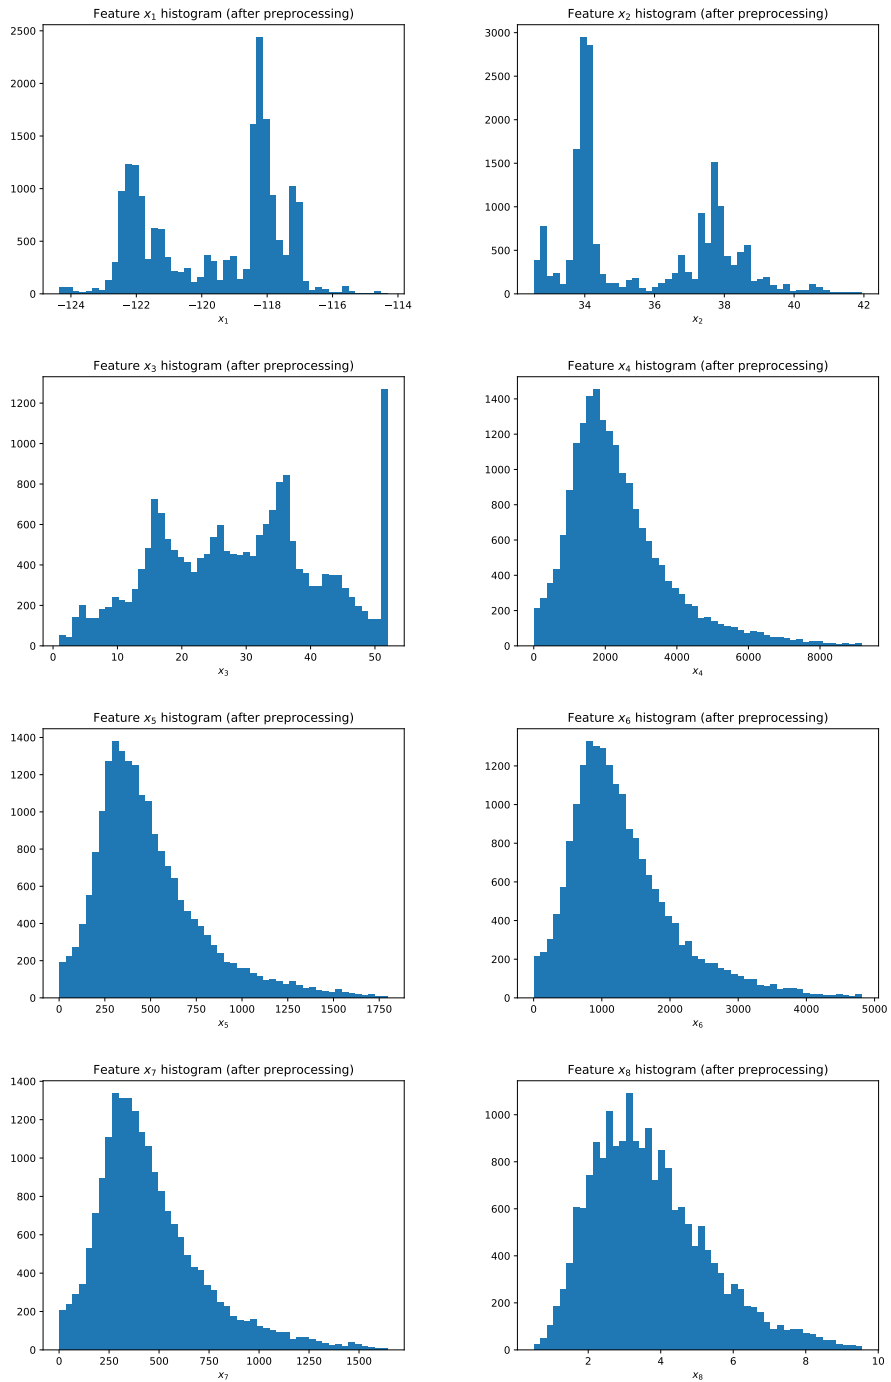 Feature x₁ histogram (after preprocessing)
2500
2000
1500
1000
500
0
−124 −122 −120 −118 −116 −114
x₁
Feature x₂ histogram (after preprocessing)
3000
2500
2000
1500
1000
500
0
34 36 38 40 42
x₂
Feature x₃ histogram (after preprocessing)
1200
1000
800
600
400
200
0
0 10 20 30 40 50
x₃
Feature x₄ histogram (after preprocessing)
1400
1200
1000
800
600
400
200
0
0 2000 4000 6000 8000
x₄
Feature x₅ histogram (after preprocessing)
1400
1200
1000
800
600
400
200
0
0 250 500 750 1000 1250 1500 1750
x₅
Feature x₆ histogram (after preprocessing)
1200
1000
800
600
400
200
0
0 1000 2000 3000 4000 5000
x₆
Feature x₇ histogram (after preprocessing)
1400
1200
1000
800
600
400
200
0
0 250 500 750 1000 1250 1500
x₇
Feature x₈ histogram (after preprocessing)
1000
800
600
400
200
0
2 4 6 8 10
x₈